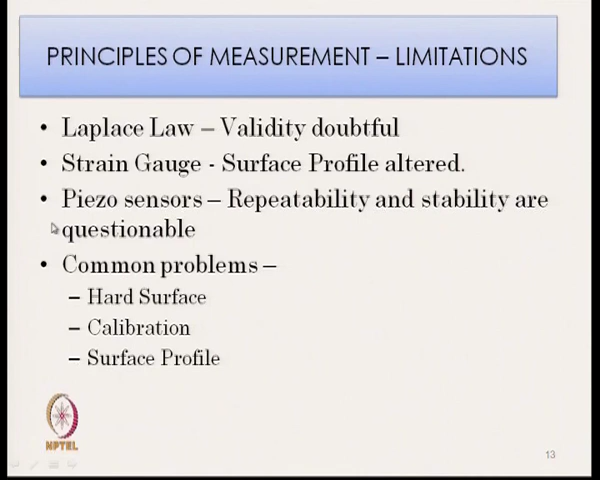 PRINCIPLES OF MEASUREMENT – LIMITATIONS
• Laplace Law – Validity doubtful
• Strain Gauge - Surface Profile altered.
• Piezo sensors – Repeatability and stability are
questionable
• Common problems –
– Hard Surface
– Calibration
– Surface Profile
NPTEL
13